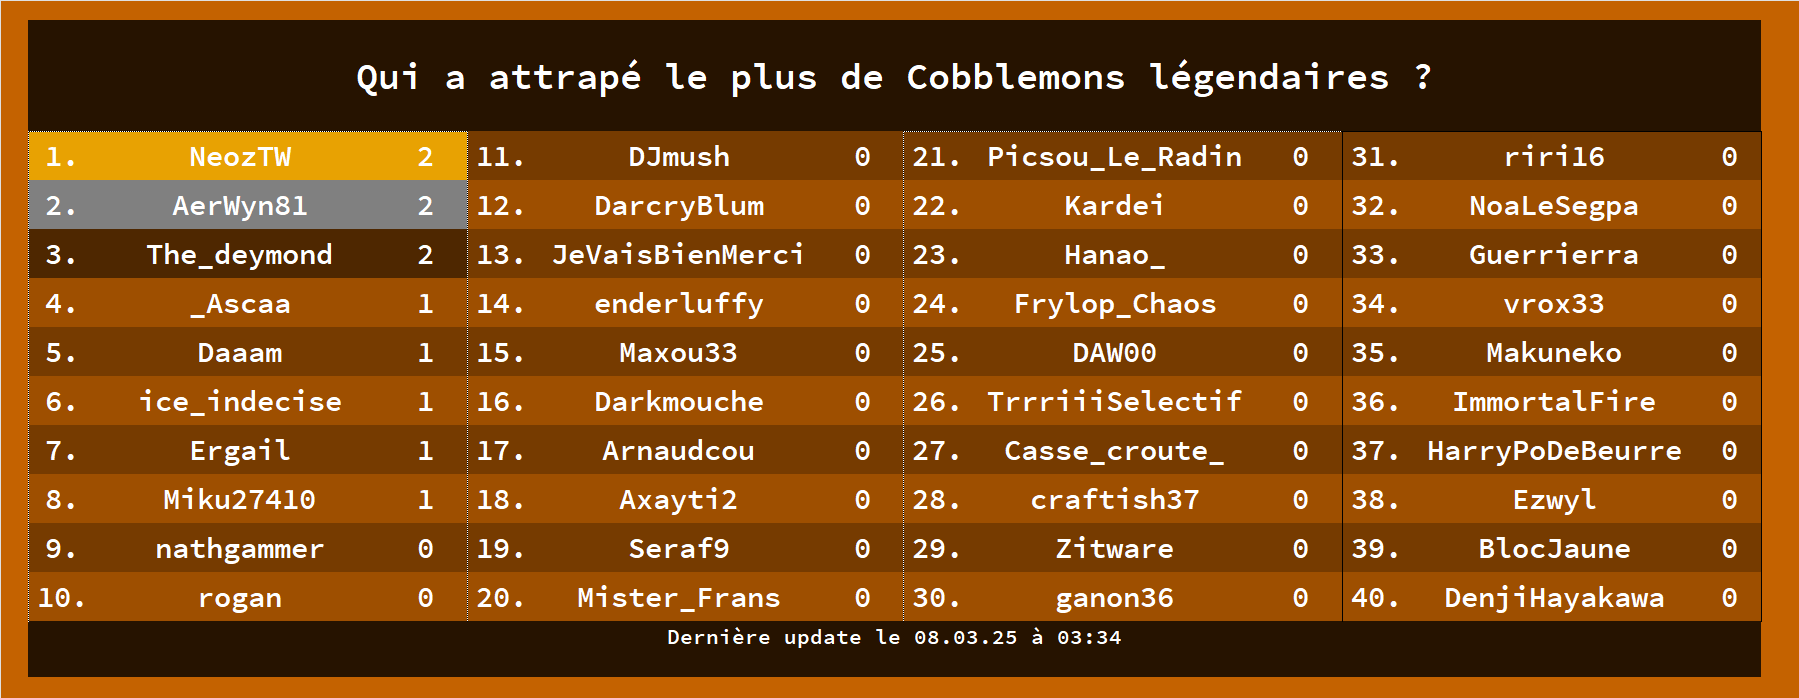 Qui a attrapé le plus de Cobblemons légendaires ?
1. NeozTW 2 11. DJmush 0 21. Picsou_Le_Radin 0 31. riri16 0
2. AerWyn81 2 12. DarcryBlum 0 22. Kardei 0 32. NoaLeSegpa 0
3. The_deymond 2 13. JeVaisBienMerci 0 23. Hanao_ 0 33. Guerrierra 0
4. _Ascaa 1 14. enderluffy 0 24. Frylop_Chaos 0 34. vrox33 0
5. Daaam 1 15. Maxou33 0 25. DAW00 0 35. Makuneko 0
6. ice_indecise 1 16. Darkmouche 0 26. TrrriiiSelectif 0 36. ImmortalFire 0
7. Ergail 1 17. Arnaudcou 0 27. Casse_croute_ 0 37. HarryPoDeBeurre 0
8. Miku27410 1 18. Axayti2 0 28. craftish37 0 38. Ezwyl 0
9. nathgammer 0 19. Seraf9 0 29. Zitware 0 39. BlocJaune 0
10. rogan 0 20. Mister_Frans 0 30. ganon36 0 40. DenjiHayakawa 0
Dernière update le 08.03.25 à 03:34